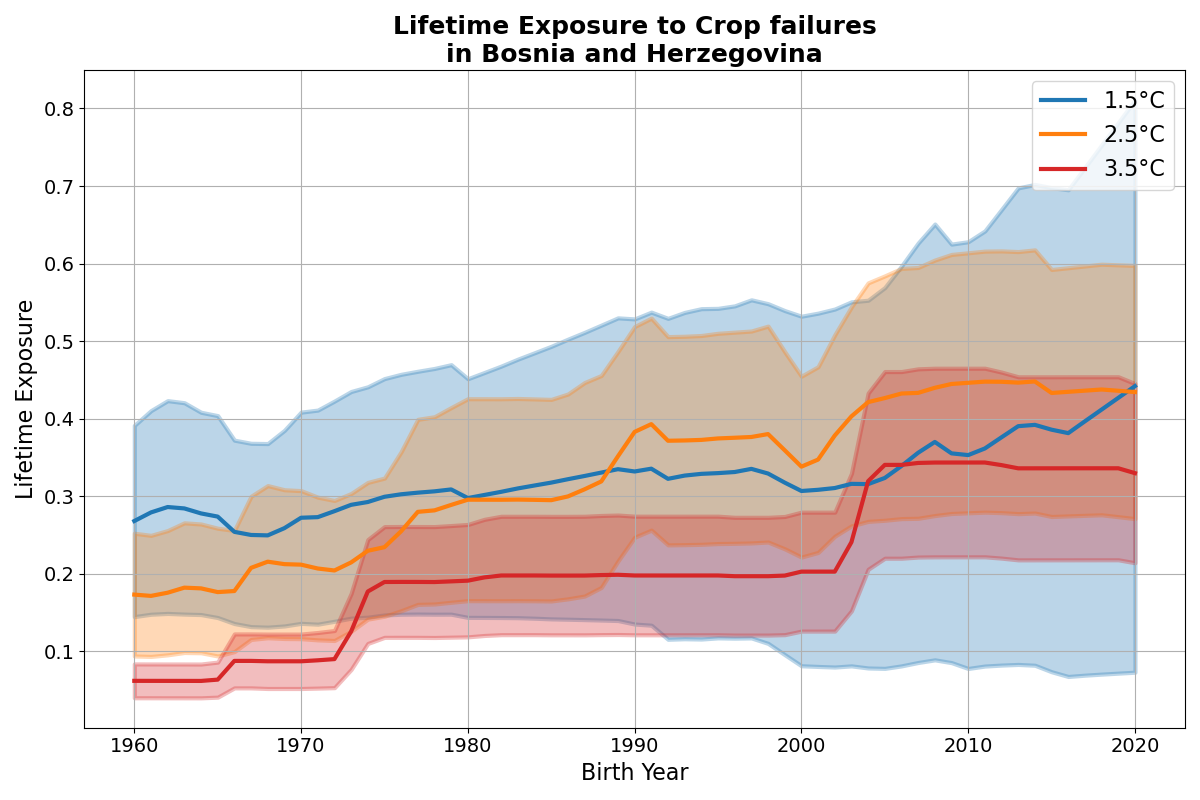 Lifetime Exposure to Crop failures
in Bosnia and Herzegovina
1.5°C
2.5°C
3.5°C
Lifetime Exposure
0.8
0.7
0.6
0.5
0.4
0.3
0.2
0.1
1960 1970 1980 1990 2000 2010 2020
Birth Year